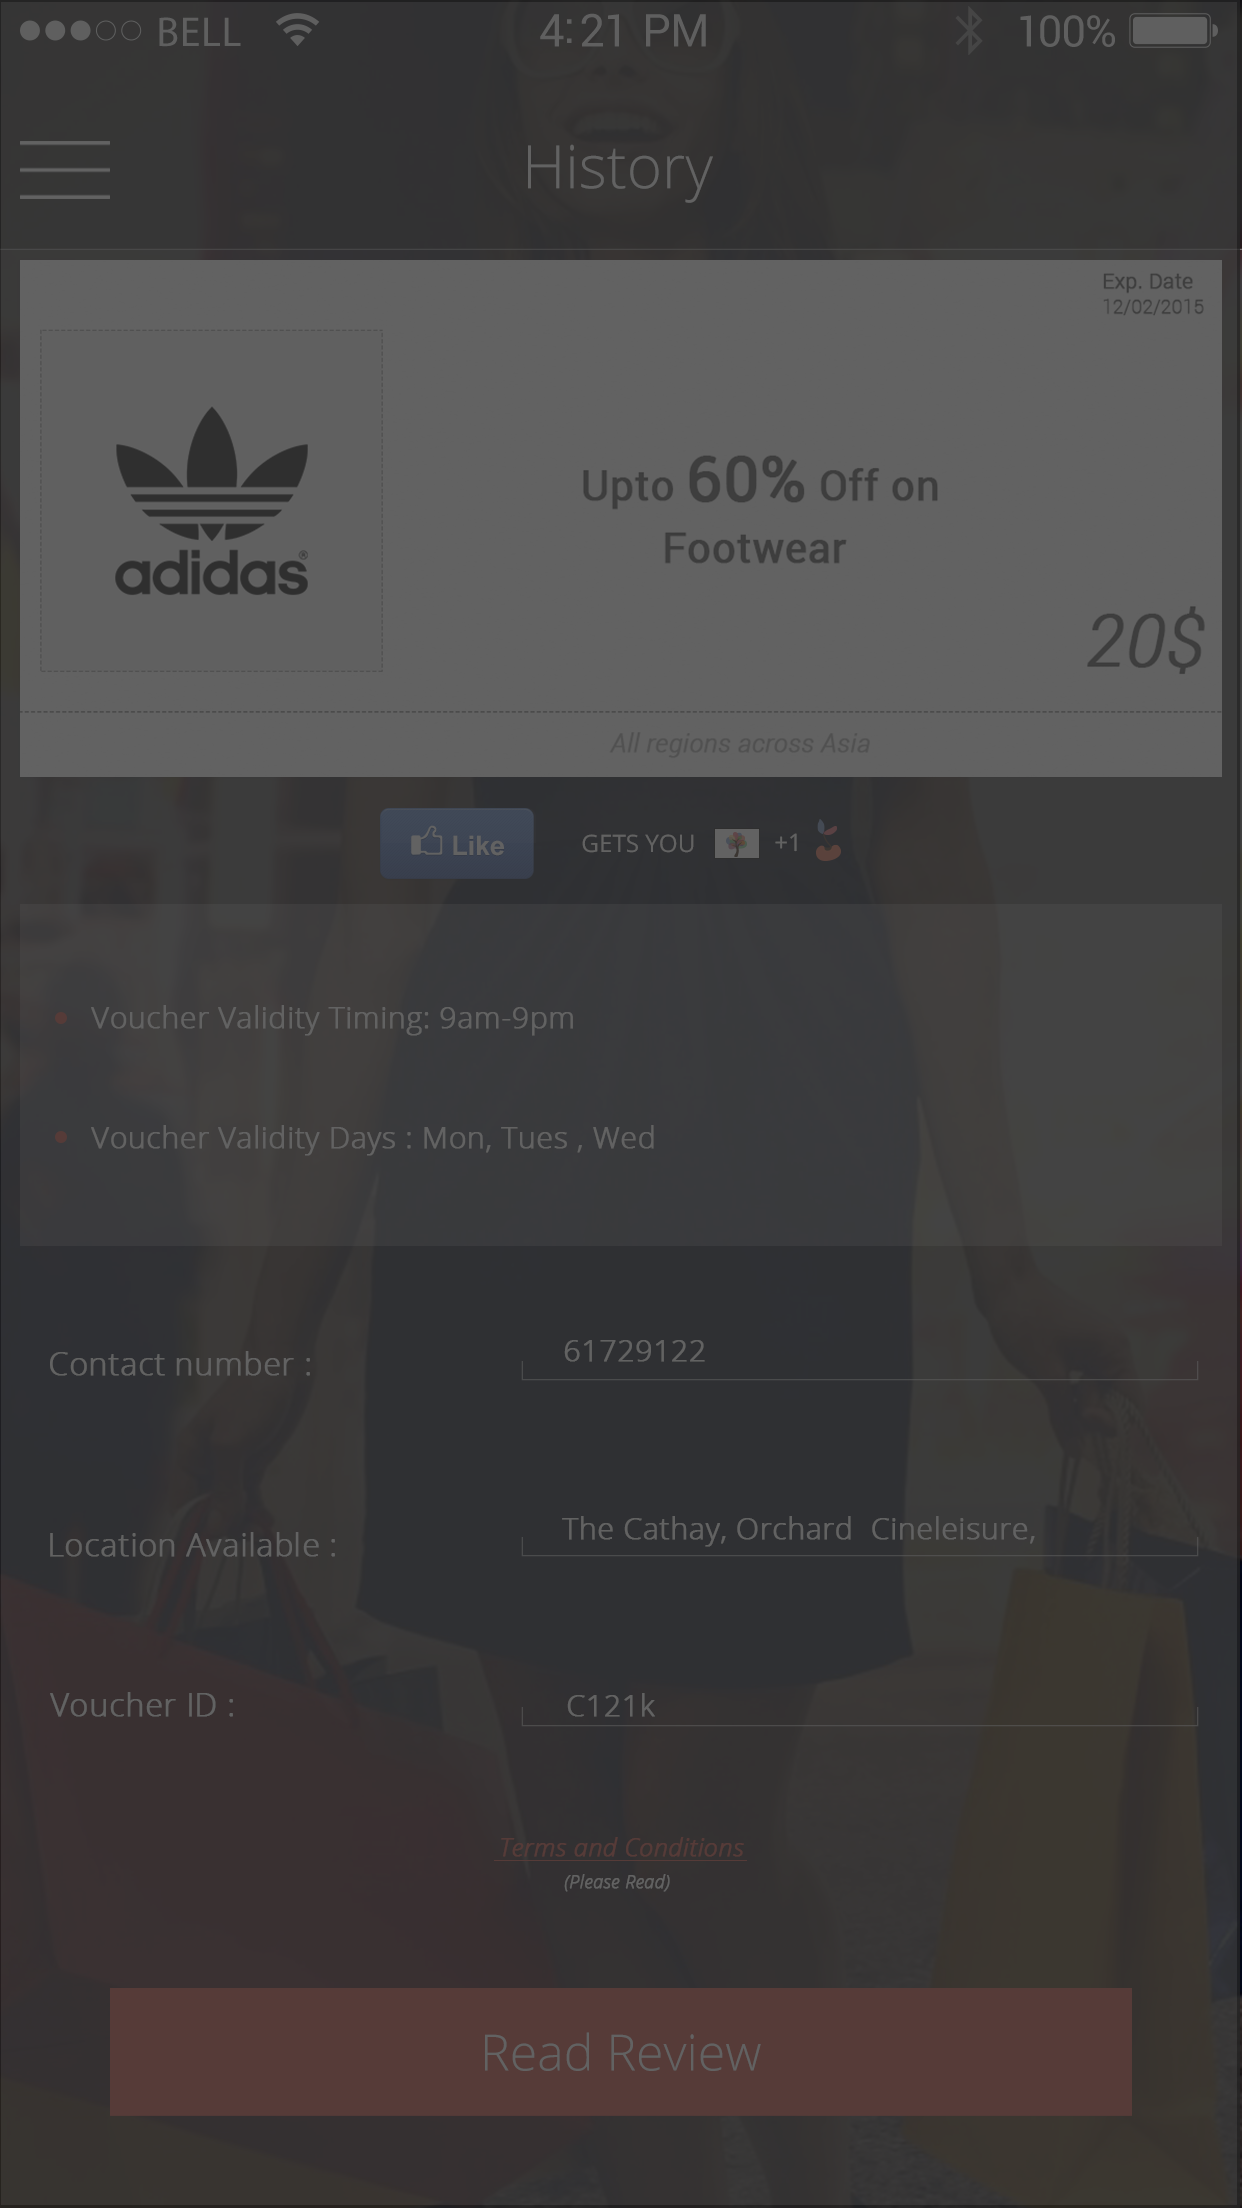 BELL 4:21 PM 100%
History
Exp. Date
12/02/2015
adidas®
Upto 60% Off on
Footwear
20$
All regions across Asia
Like GETS YOU +1
Voucher Validity Timing: 9am-9pm
Voucher Validity Days : Mon, Tues , Wed
Contact number : 61729122
Location Available : The Cathay, Orchard  Cineleisure,
Voucher ID : C121k
Terms and Conditions
(Please Read)
Read Review